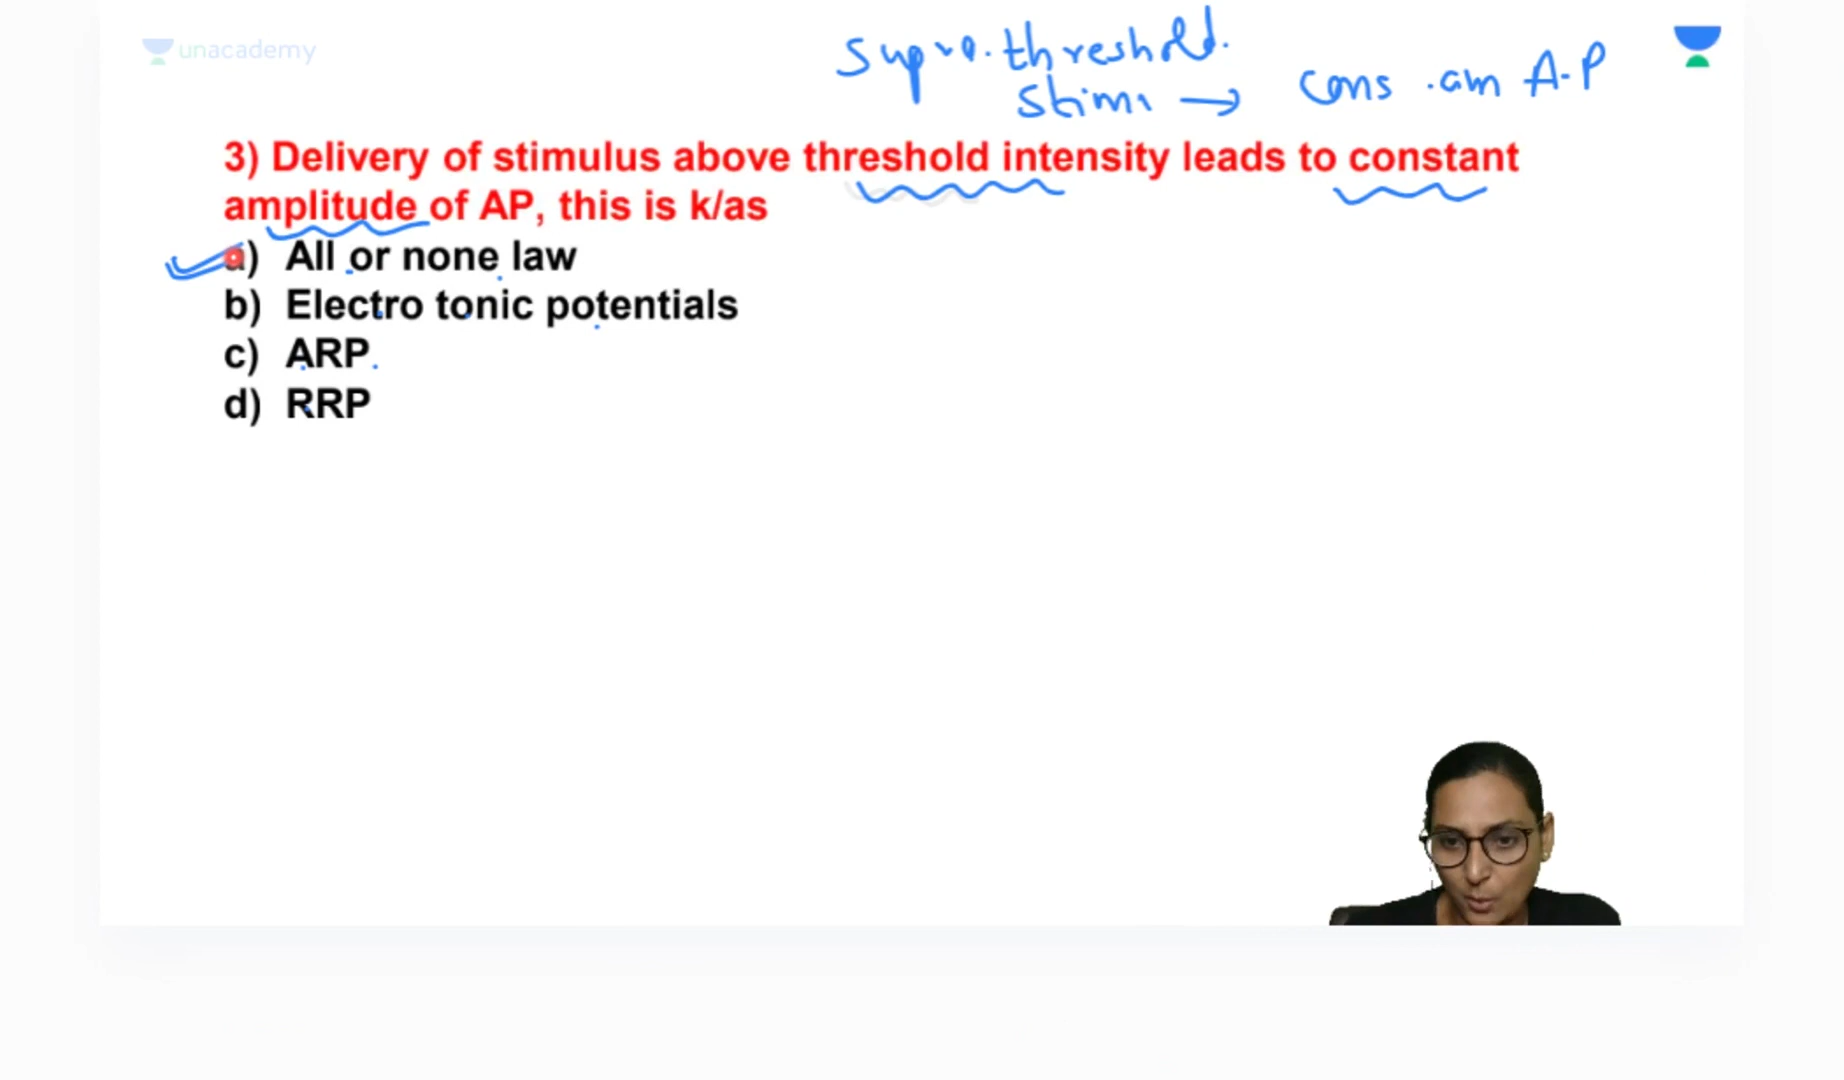 unacademy
Supra.threshold.
Stimi → Cons .am A.P
3) Delivery of stimulus above threshold intensity leads to constant
amplitude of AP, this is k/as
a) All or none law
b) Electro tonic potentials
c) ARP
d) RRP